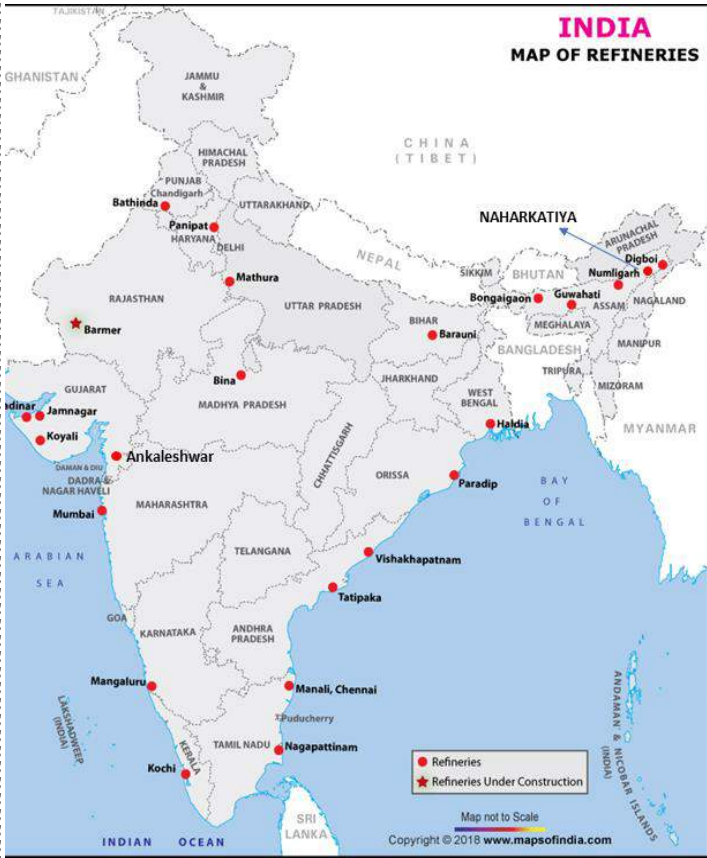 TAJIKISTAN
INDIA
MAP OF REFINERIES
GHANISTAN
JAMMU
&
KASHMIR
CHINA
(TIBET)
HIMACHAL
PRADESH
PUNJAB
Chandigarh
Bathinda
UTTARAKHAND
NAHARKATIYA
Panipat
HARYANA
DELHI
ARUNACHAL
PRADESH
NEPAL
Digboi
SIKKIM
BHUTAN
Numligarh
Mathura
RAJASTHAN
UTTAR PRADESH
Bongaigaon
Guwahati
ASSAM
NAGALAND
Barmer
BIHAR
Barauni
MEGHALAYA
MANIPUR
BANGLADESH
Bina
JHARKHAND
TRIPURA
MIZORAM
GUJARAT
MADHYA PRADESH
WEST
BENGAL
adinar
Jamnagar
Koyali
Haldia
MYANMAR
Ankaleshwar
CHHATTISGARH
DAMAN & DIU
DADRA &
NAGAR HAVELI
ORISSA
Paradip
BAY
OF
BENGAL
Mumbai
MAHARASHTRA
ARABIAN
SEA
TELANGANA
Vishakhapatnam
Tatipaka
GOA
KARNATAKA
ANDHRA
PRADESH
Mangaluru
Manali, Chennai
LAKSHADWEEP
(INDIA)
Puducherry
ANDAMAN & NICOBAR ISLANDS
(INDIA)
KERALA
TAMIL NADU
Nagapattinam
Kochi
Refineries
Refineries Under Construction
SRI
LANKA
Map not to Scale
INDIAN OCEAN
Copyright © 2018 www.mapsofindia.com